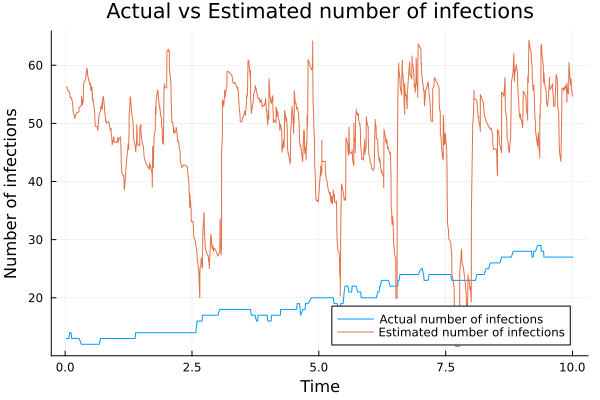 Actual vs Estimated number of infections
Number of infections
60
50
40
30
20
Actual number of infections
Estimated number of infections
0.0 2.5 5.0 7.5 10.0
Time